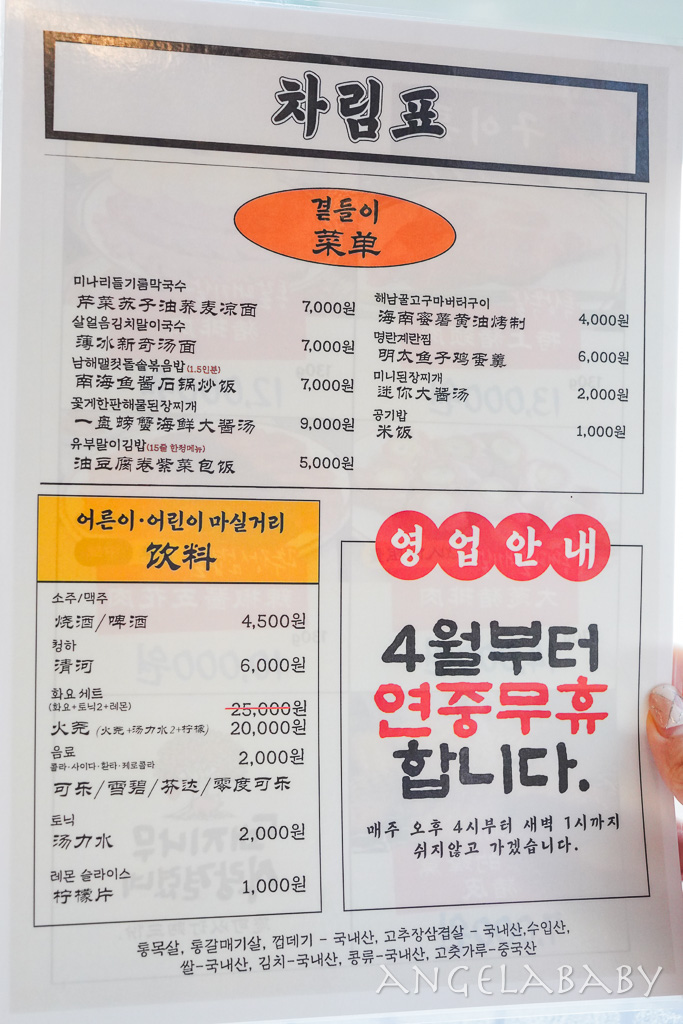 차림표
곁들이
菜单
미나리들기름막국수
芹菜苏子油荞麦凉面 7,000원
살얼음김치말이국수
薄冰新奇汤面 7,000원
남해멜젓돌솥볶음밥(1.5인분)
南海鱼酱石锅炒饭 7,000원
꽃게한판해물된장찌개
一盘螃蟹海鲜大酱汤 9,000원
유부말이김밥(15줄 한정메뉴)
油豆腐卷紫菜包饭 5,000원
해남꿀고구마버터구이
海南蜜薯黄油烤制 4,000원
명란계란찜
明太鱼子鸡蛋羹 6,000원
미니된장찌개
迷你大酱汤 2,000원
공기밥
米饭 1,000원
어른이·어린이 마실거리
饮料
소주/맥주
烧酒/啤酒 4,500원
청하
清河 6,000원
화요 세트
(화요+토닉2+레몬) 25,000원
火尧 (火尧+汤力水2+柠檬) 20,000원
음료
콜라·사이다·환타·제로콜라 2,000원
可乐/雪碧/芬达/零度可乐
토닉
汤力水 2,000원
레몬 슬라이스
柠檬片 1,000원
영업안내
4월부터
연중무휴
합니다.
매주 오후 4시부터 새벽 1시까지
쉬지않고 가겠습니다.
통목살, 통갈매기살, 껍데기 - 국내산, 고추장삼겹살 - 국내산,수입산,
쌀-국내산, 김치-국내산, 콩류-국내산, 고춧가루-중국산
ANGELABABY